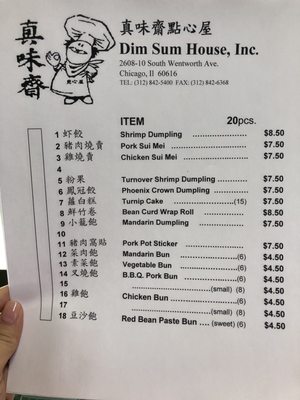 真味齋
點心屋
真味齋點心屋
Dim Sum House, Inc.
2608-10 South Wentworth Ave.
Chicago, Il 60616
TEL: (312) 842-5400 FAX: (312) 842-6368
ITEM 20pcs.
1 蝦餃 Shrimp Dumpling .................. $8.50
2 豬肉燒賣 Pork Sui Mei .................. $7.50
3 雞燒賣 Chicken Sui Mei .................. $7.50
4
5 粉果 Turnover Shrimp Dumpling ............ $7.50
6 鳳冠餃 Phoenix Crown Dumpling ............ $7.50
7 蘿白糕 Turnip Cake ..................(15) $7.50
8 鮮竹卷 Bean Curd Wrap Roll .................. $8.50
9 小籠飽 Mandarin Dumpling .................. $7.50
10
11 豬肉窩貼 Pork Pot Sticker .................. $7.50
12 菜肉飽 Mandarin Bun ..................(6) $4.50
13 素菜飽 Vegetable Bun ..................(6) $4.50
14 叉燒飽 B.B.Q. Pork Bun ..................(6) $4.50
15 ..................(small) (8) $4.50
16 雞飽 Chicken Bun ..................(6) $4.50
17 ..................(small) (8) $4.50
18 豆沙飽 Red Bean Paste Bun .... (sweet) (6) $4.50